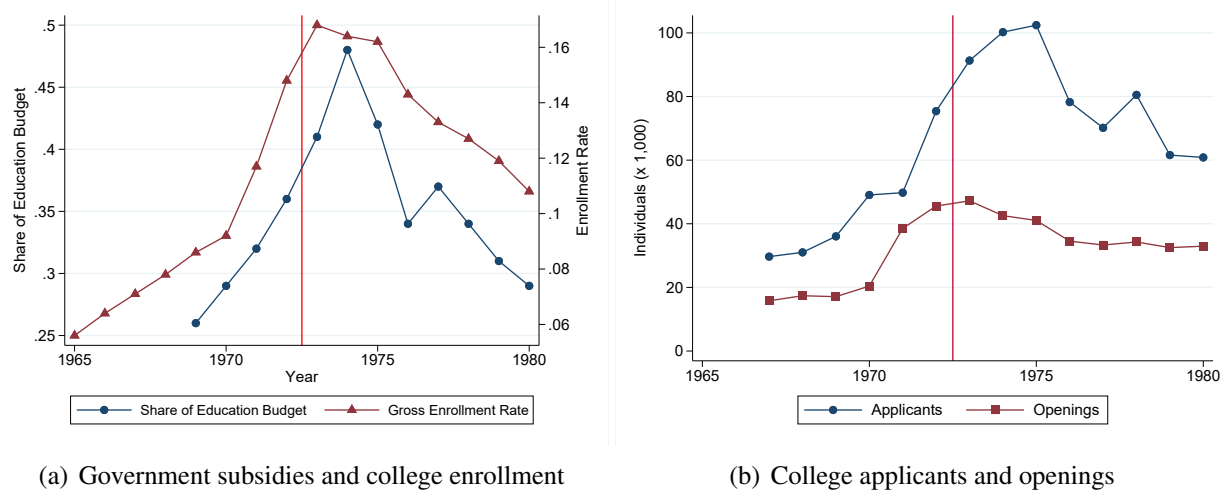 .5
.45
.4
.35
.3
.25
Share of Education Budget
.16
.14
.12
.1
.08
.06
Enrollment Rate
1965 1970 1975 1980
Year
Share of Education Budget Gross Enrollment Rate
(a) Government subsidies and college enrollment
100
80
60
40
20
0
Individuals (x 1,000)
1965 1970 1975 1980
Applicants Openings
(b) College applicants and openings